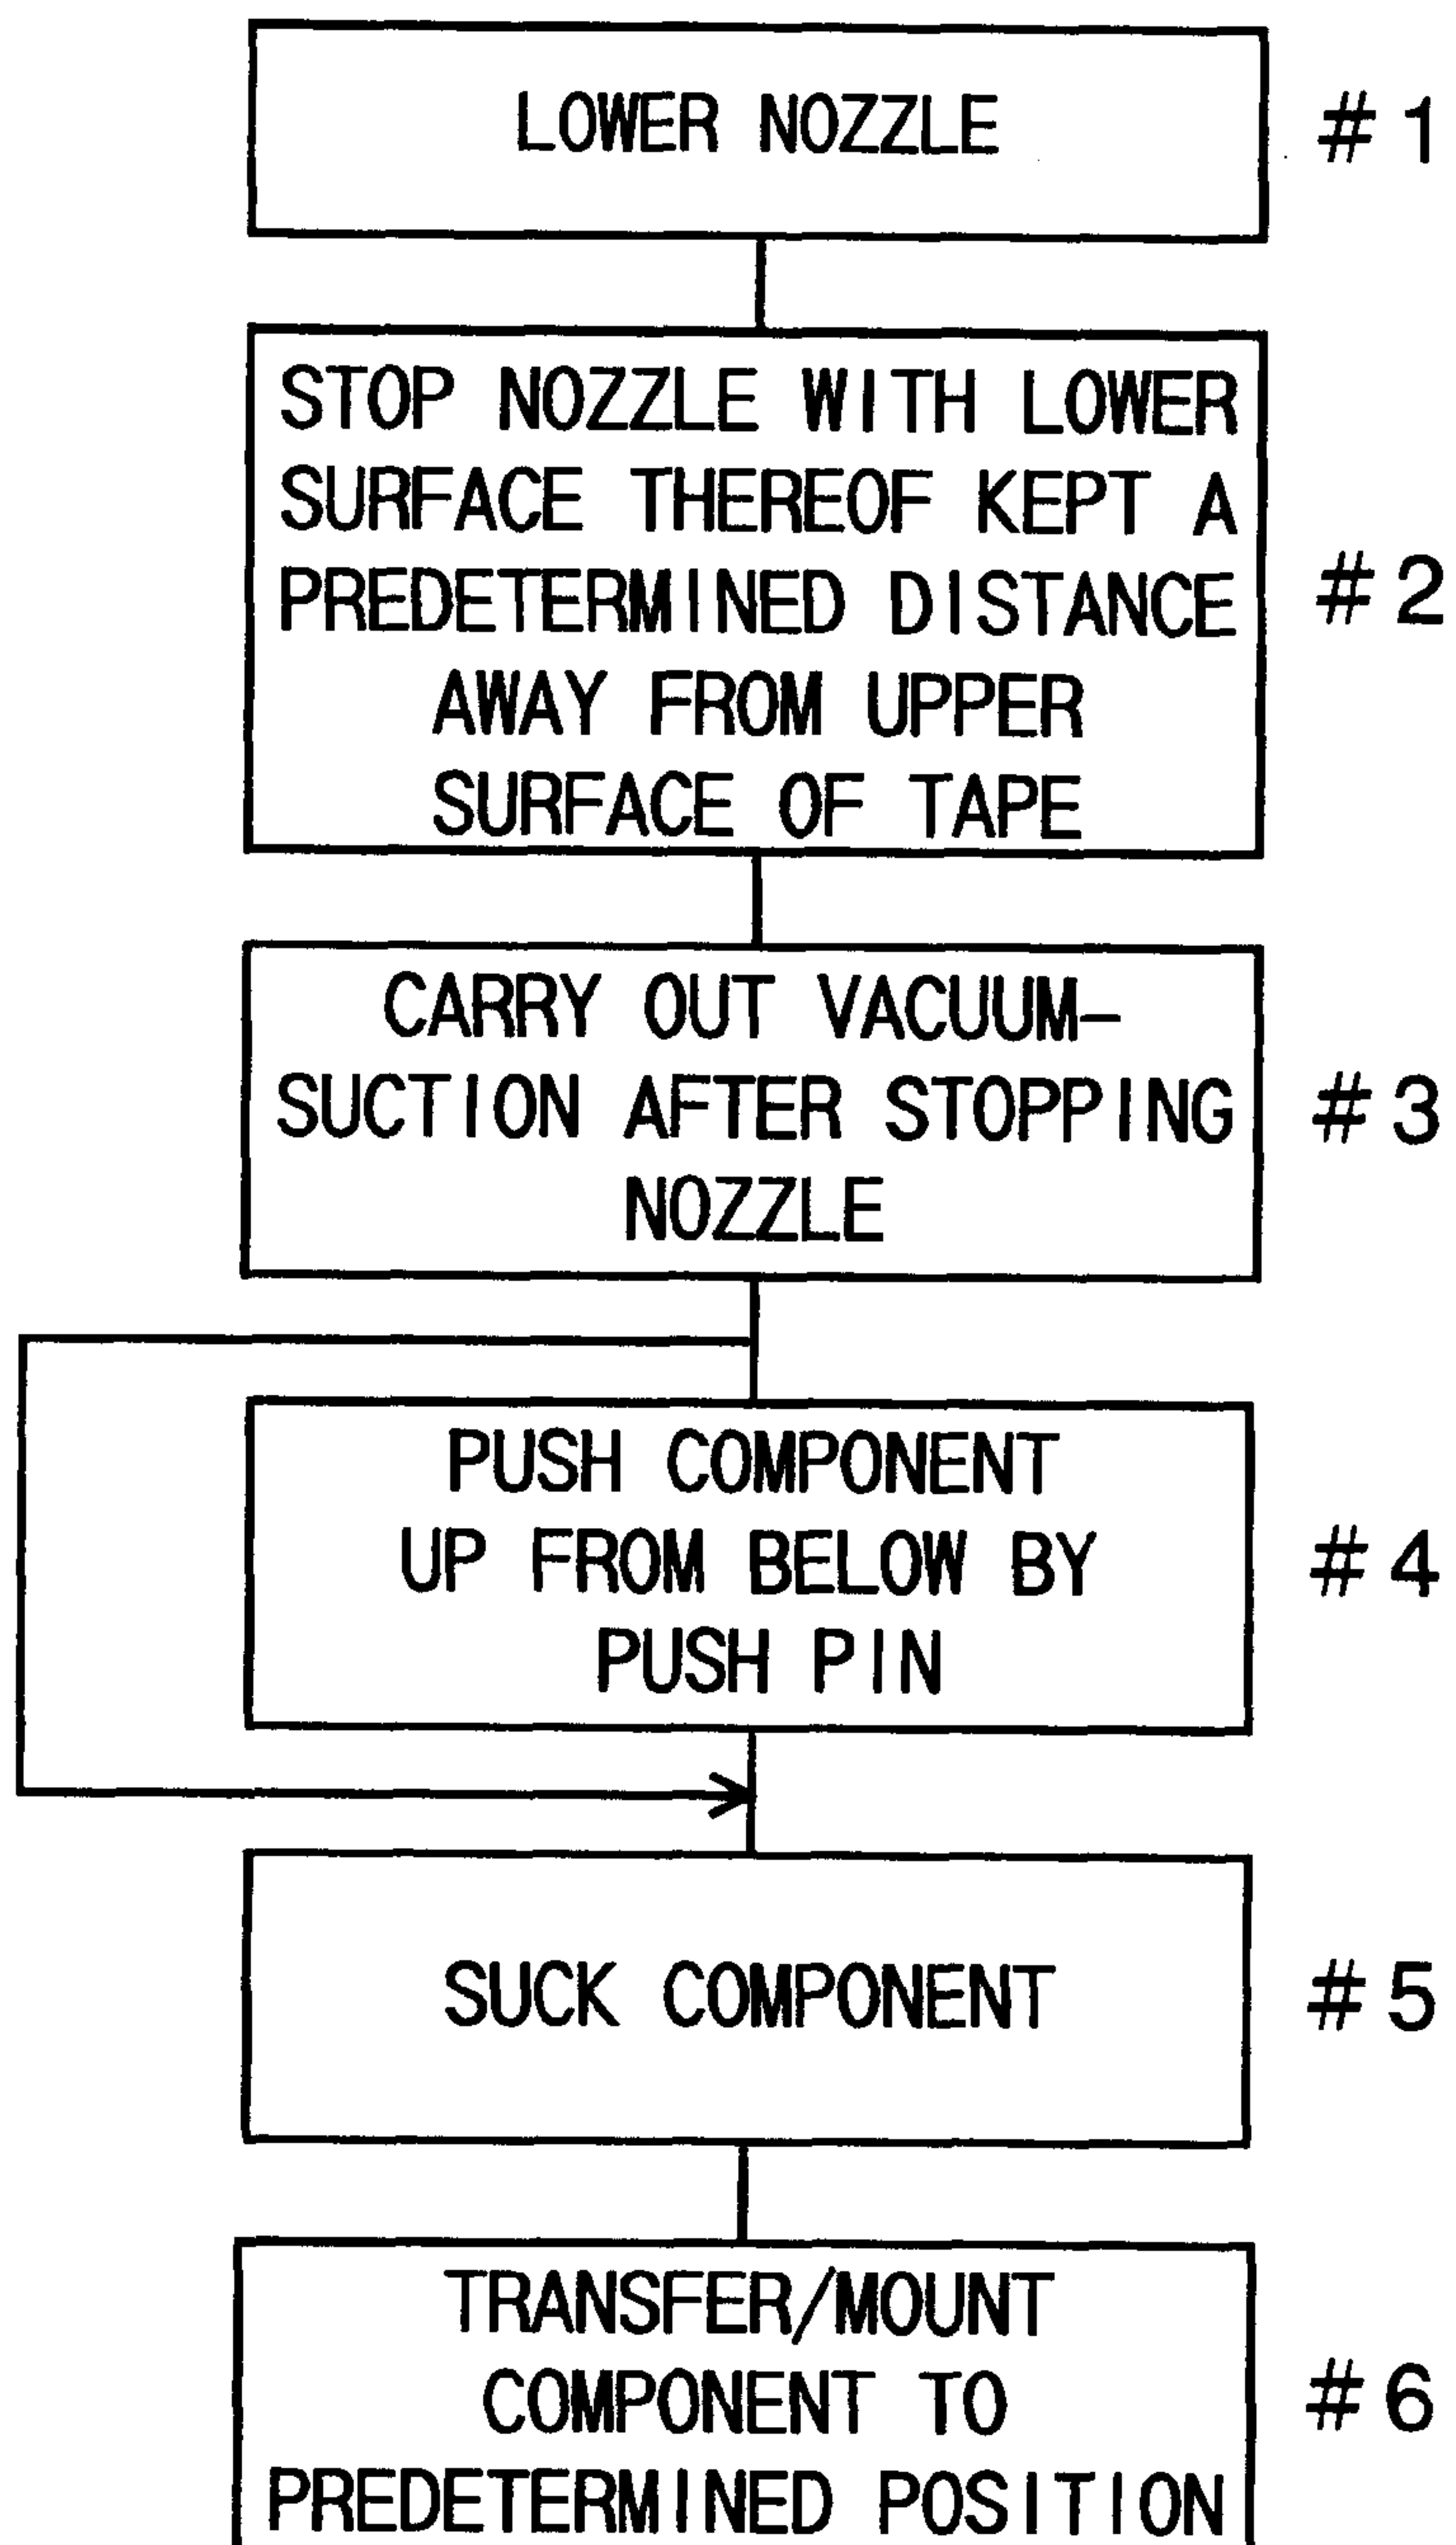 LOWER NOZZLE
#1
STOP NOZZLE WITH LOWER
SURFACE THEREOF KEPT A
PREDETERMINED DISTANCE
AWAY FROM UPPER
SURFACE OF TAPE
#2
CARRY OUT VACUUM-
SUCTION AFTER STOPPING
NOZZLE
#3
PUSH COMPONENT
UP FROM BELOW BY
PUSH PIN
#4
SUCK COMPONENT
#5
TRANSFER/MOUNT
COMPONENT TO
PREDETERMINED POSITION
#6